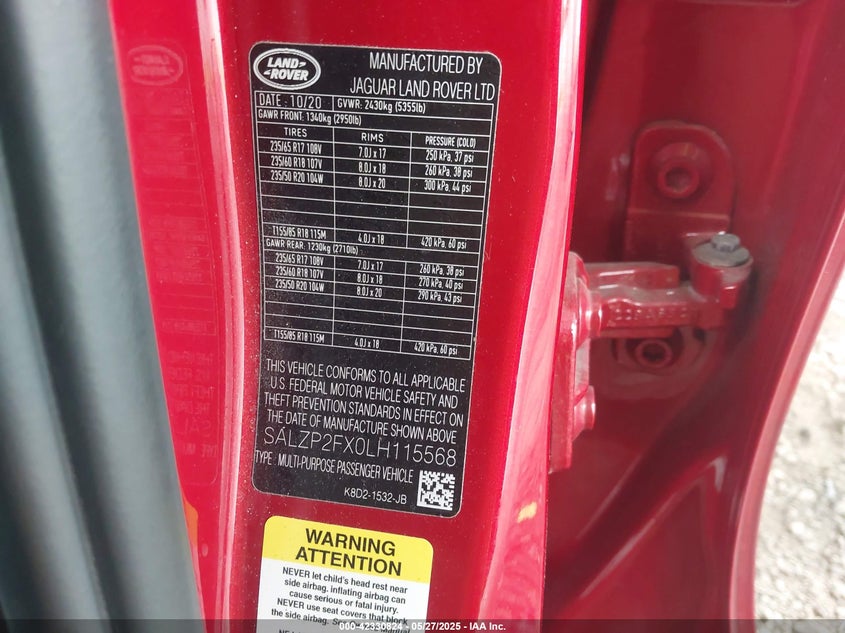 LAND
ROVER
MANUFACTURED BY
JAGUAR LAND ROVER LTD
DATE : 10/20 GVWR: 2430kg (5355lb)
GAWR FRONT: 1340kg (2950lb)
TIRES RIMS PRESSURE (COLD)
235/65 R17 108V 7.0J x 17 250 kPa, 37 psi
235/60 R18 107V 8.0J x 18 260 kPa, 38 psi
235/50 R20 104W 8.0J x 20 300 kPa, 44 psi
T155/85 R18 115M 4.0J x 18 420 kPa, 60 psi
GAWR REAR: 1230kg (2710lb)
235/65 R17 108V 7.0J x 17 260 kPa, 38 psi
235/60 R18 107V 8.0J x 18 270 kPa, 40 psi
235/50 R20 104W 8.0J x 20 290 kPa, 43 psi
T155/85 R18 115M 4.0J x 18 420 kPa, 60 psi
THIS VEHICLE CONFORMS TO ALL APPLICABLE
U.S. FEDERAL MOTOR VEHICLE SAFETY AND
THEFT PREVENTION STANDARDS IN EFFECT ON
THE DATE OF MANUFACTURE SHOWN ABOVE
SALZP2FX0LH115568
TYPE : MULTI-PURPOSE PASSENGER VEHICLE
K8D2-1532-JB
WARNING
ATTENTION
NEVER let child's head rest near
side airbag. inflating airbag can
cause serious or fatal injury.
NEVER use seat covers that block
the side airbag.
000-42330824 | 05/27/2025 | IAA Inc.